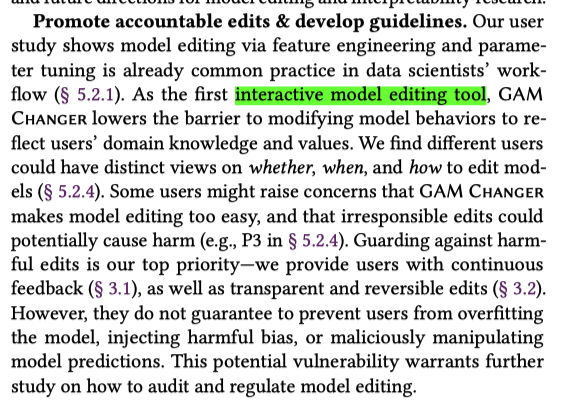 and future directions for model editing and interpretability research.
Promote accountable edits & develop guidelines. Our user
study shows model editing via feature engineering and parame-
ter tuning is already common practice in data scientists' work-
flow (§ 5.2.1). As the first interactive model editing tool, GAM
CHANGER lowers the barrier to modifying model behaviors to re-
flect users' domain knowledge and values. We find different users
could have distinct views on whether, when, and how to edit mod-
els (§ 5.2.4). Some users might raise concerns that GAM CHANGER
makes model editing too easy, and that irresponsible edits could
potentially cause harm (e.g., P3 in § 5.2.4). Guarding against harm-
ful edits is our top priority—we provide users with continuous
feedback (§ 3.1), as well as transparent and reversible edits (§ 3.2).
However, they do not guarantee to prevent users from overfitting
the model, injecting harmful bias, or maliciously manipulating
model predictions. This potential vulnerability warrants further
study on how to audit and regulate model editing.